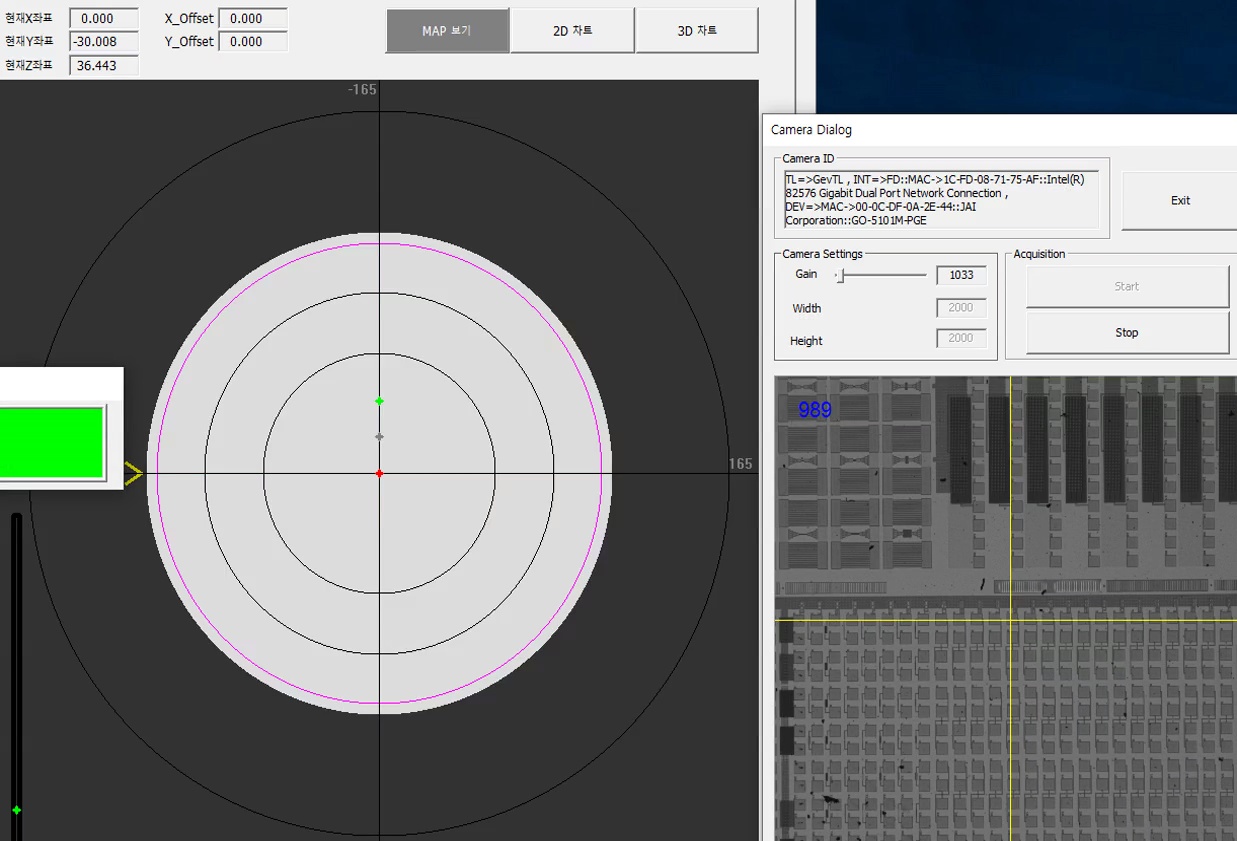 현재X좌표 0.000 X_Offset 0.000
현재Y좌표 -30.008 Y_Offset 0.000
현재Z좌표 36.443
MAP 보기 2D 차트 3D 차트
-165
165
Camera Dialog
Camera ID
TL=>GevTL , INT=>FD::MAC->1C-FD-08-71-75-AF::Intel(R)
82576 Gigabit Dual Port Network Connection ,
DEV=>MAC->00-0C-DF-0A-2E-44::JAI
Corporation::GO-5101M-PGE
Exit
Camera Settings
Gain 1033
Width 2000
Height 2000
Acquisition
Start
Stop
989